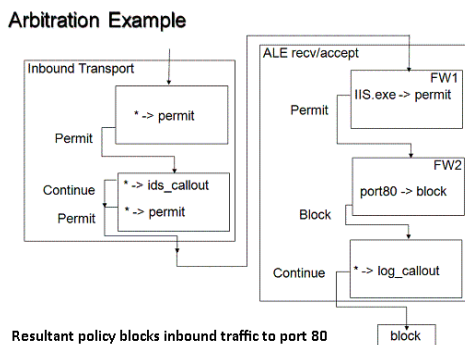 Arbitration Example
Inbound Transport
* -> permit
Permit
Continue
* -> ids_callout
Permit
* -> permit
ALE recv/accept
FW1
IIS.exe -> permit
Permit
FW2
port80 -> block
Block
Continue
* -> log_callout
block
Resultant policy blocks inbound traffic to port 80